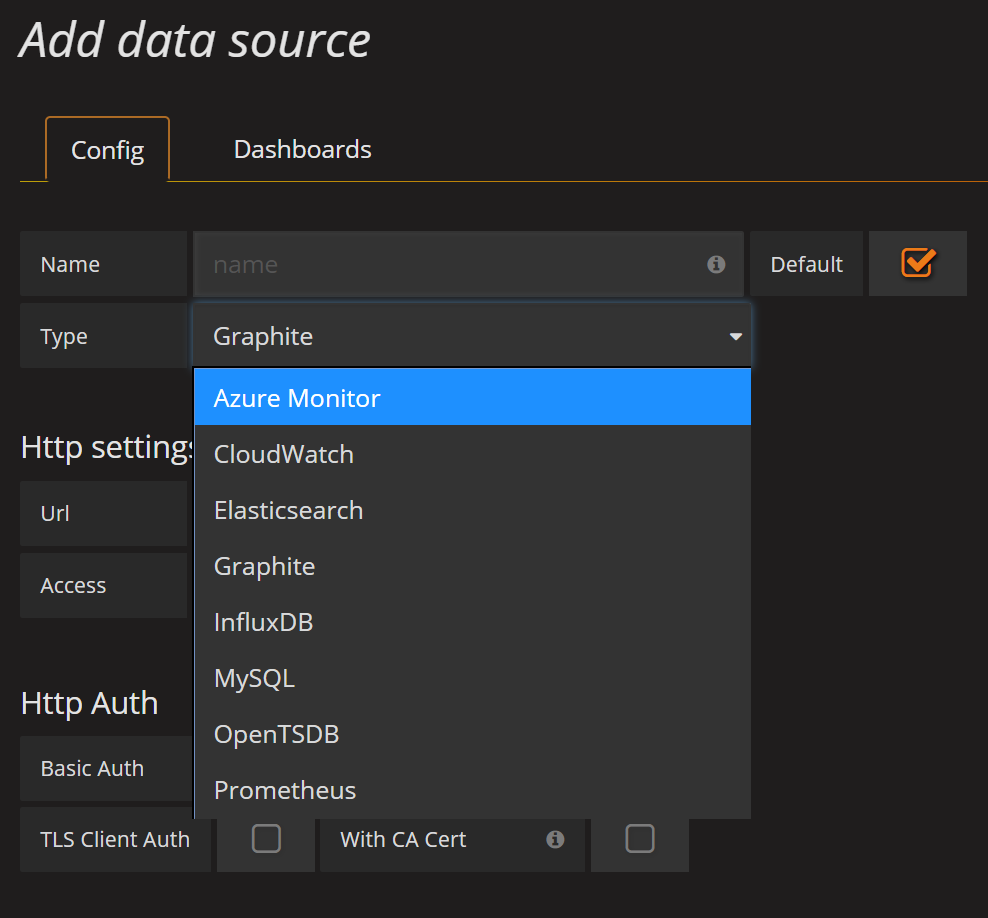 Add data source
Config Dashboards
Name name Default
Type Graphite
Azure Monitor
Http settings CloudWatch
Url Elasticsearch
Graphite
Access InfluxDB
MySQL
Http Auth OpenTSDB
Basic Auth Prometheus
TLS Client Auth With CA Cert